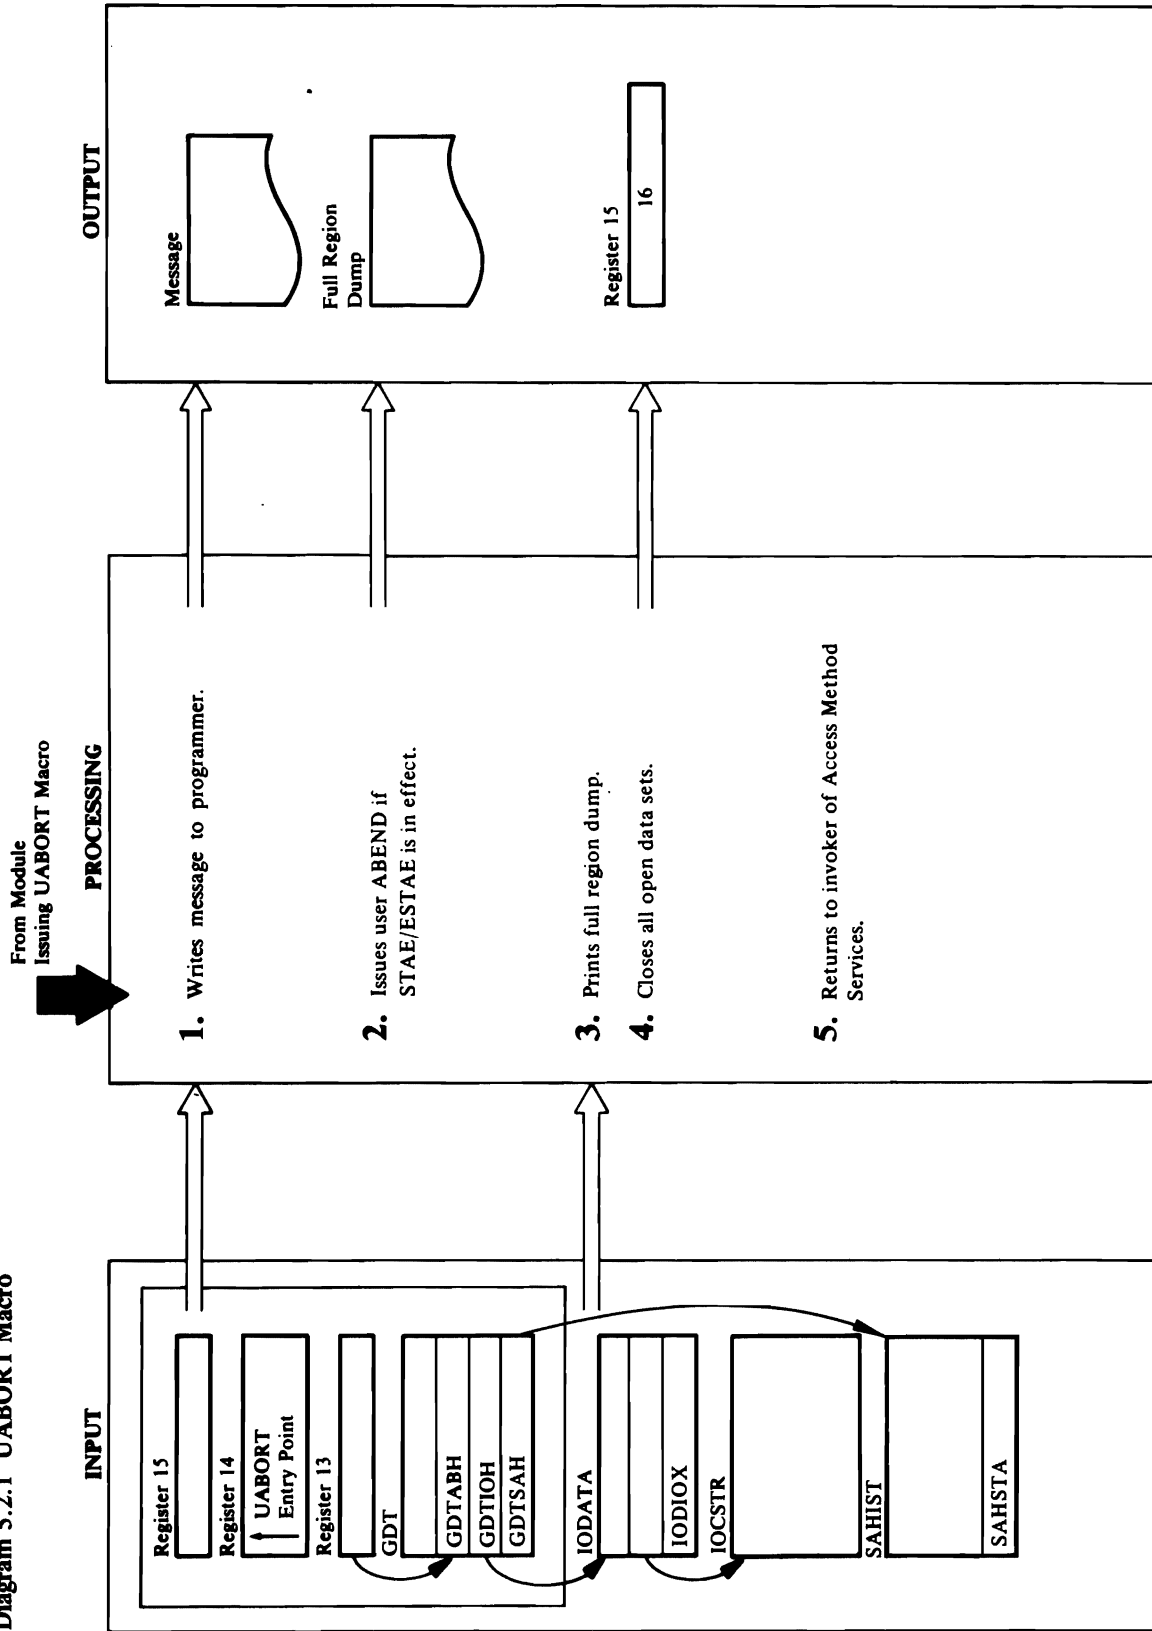 Diagram 5.2.1 UABORT Macro
From Module
Issuing UABORT Macro
INPUT
PROCESSING
OUTPUT
Register 15
Register 14
UABORT
Entry Point
Register 13
GDT
GDTABH
GDTIOH
GDTSAH
IODATA
IODIOX
IOCSTR
SAHIST
SAHSTA
1. Writes message to programmer.
2. Issues user ABEND if
STAE/ESTAE is in effect.
3. Prints full region dump.
4. Closes all open data sets.
5. Returns to invoker of Access Method
Services.
Message
Full Region
Dump
Register 15
16